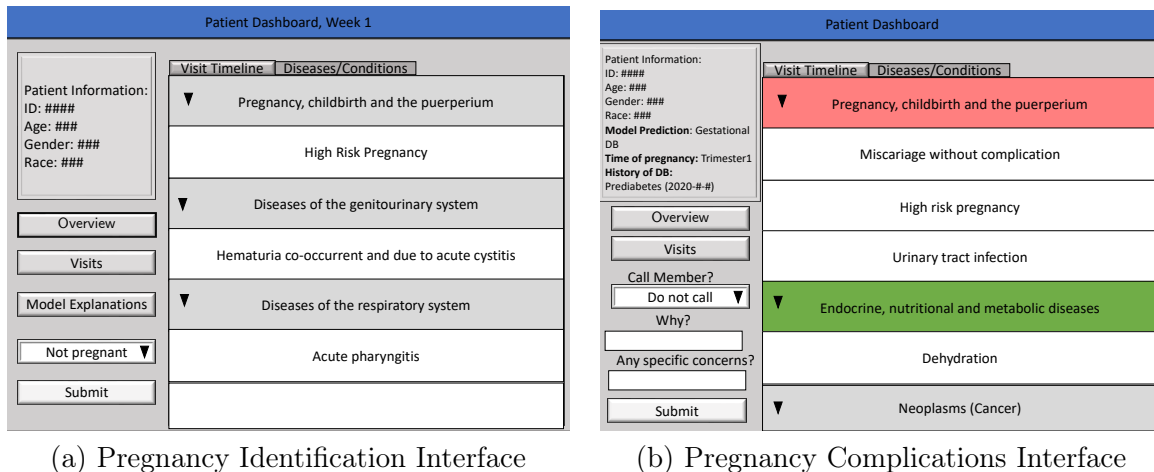 Patient Dashboard, Week 1
Patient Information:
ID: ####
Age: ###
Gender: ###
Race: ###
Overview
Visits
Model Explanations
Not pregnant
Submit
Visit Timeline
Diseases/Conditions
Pregnancy, childbirth and the puerperium
High Risk Pregnancy
Diseases of the genitourinary system
Hematuria co-occurrent and due to acute cystitis
Diseases of the respiratory system
Acute pharyngitis
(a) Pregnancy Identification Interface
Patient Dashboard
Patient Information:
ID: ####
Age: ###
Gender: ###
Race: ###
Model Prediction: Gestational
DB
Time of pregnancy: Trimester1
History of DB:
Prediabetes (2020-#-#)
Overview
Visits
Call Member?
Do not call
Why?
Any specific concerns?
Submit
Visit Timeline
Diseases/Conditions
Pregnancy, childbirth and the puerperium
Miscariage without complication
High risk pregnancy
Urinary tract infection
Endocrine, nutritional and metabolic diseases
Dehydration
Neoplasms (Cancer)
(b) Pregnancy Complications Interface